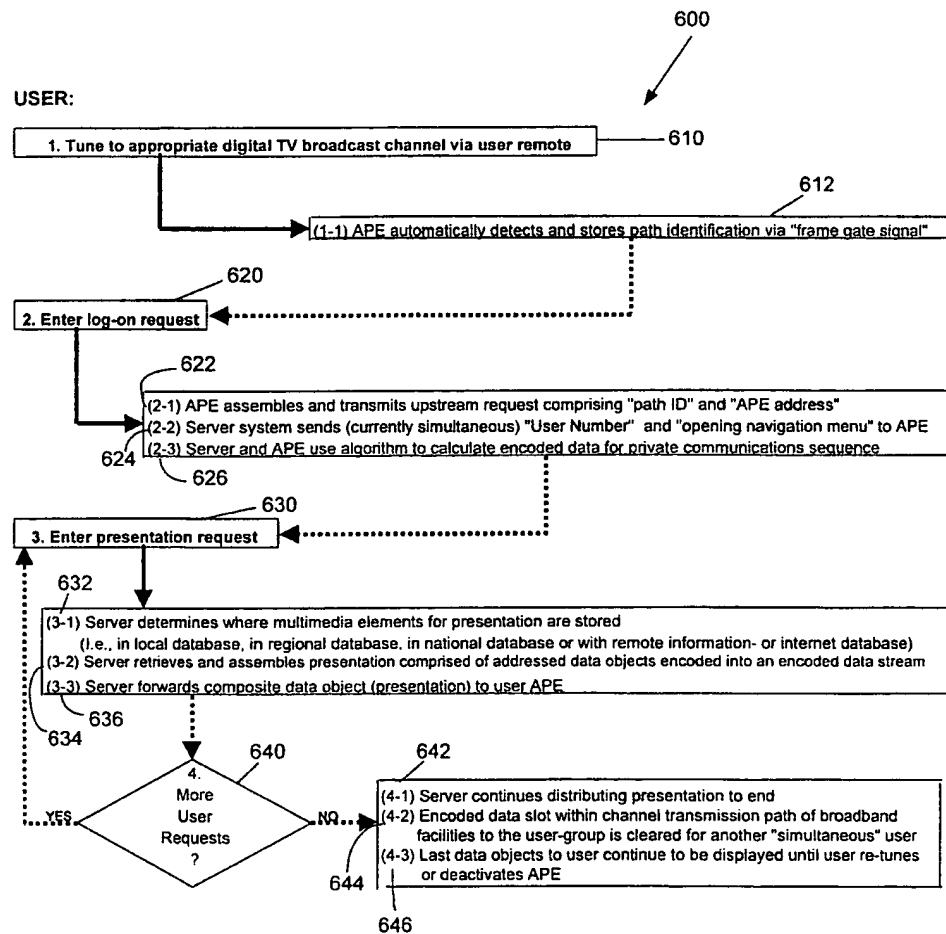 600
USER:
1. Tune to appropriate digital TV broadcast channel via user remote
610
612
(1-1) APE automatically detects and stores path identification via "frame gate signal"
620
2. Enter log-on request
622
(2-1) APE assembles and transmits upstream request comprising "path ID" and "APE address"
(2-2) Server system sends (currently simultaneous) "User Number" and "opening navigation menu" to APE
624
(2-3) Server and APE use algorithm to calculate encoded data for private communications sequence
626
630
3. Enter presentation request
632
(3-1) Server determines where multimedia elements for presentation are stored
(I.e., in local database, in regional database, in national database or with remote information- or internet database)
(3-2) Server retrieves and assembles presentation comprised of addressed data objects encoded into an encoded data stream
(3-3) Server forwards composite data object (presentation) to user APE
634
636
640
4.
More
User
Requests
?
YES
NO
642
(4-1) Server continues distributing presentation to end
(4-2) Encoded data slot within channel transmission path of broadband
facilities to the user-group is cleared for another "simultaneous" user
(4-3) Last data objects to user continue to be displayed until user re-tunes
or deactivates APE
644
646